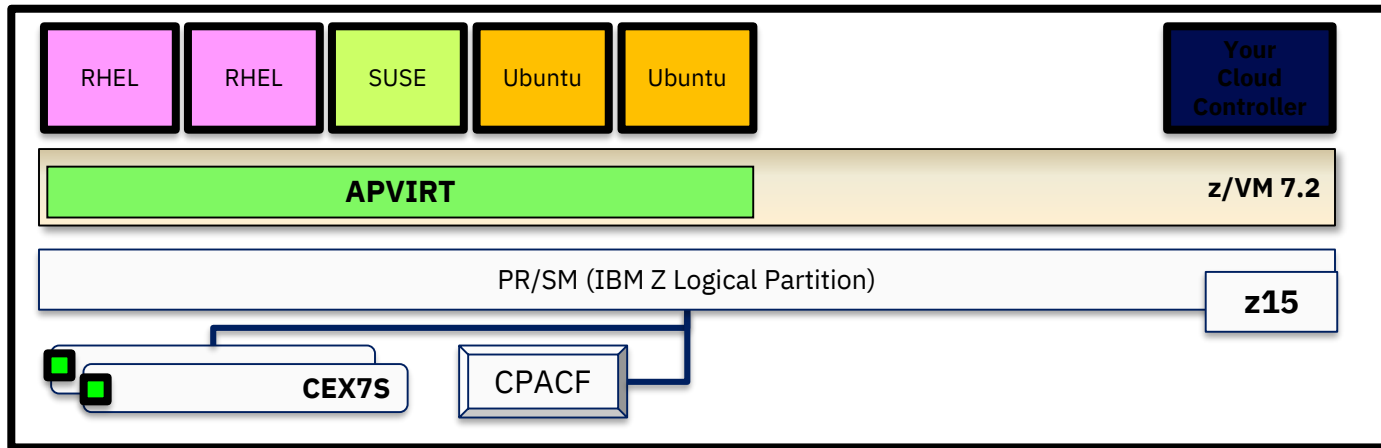 RHEL
RHEL
SUSE
Ubuntu
Ubuntu
Your
Cloud
Controller
APVIRT
z/VM 7.2
PR/SM (IBM Z Logical Partition)
z15
CEX7S
CPACF